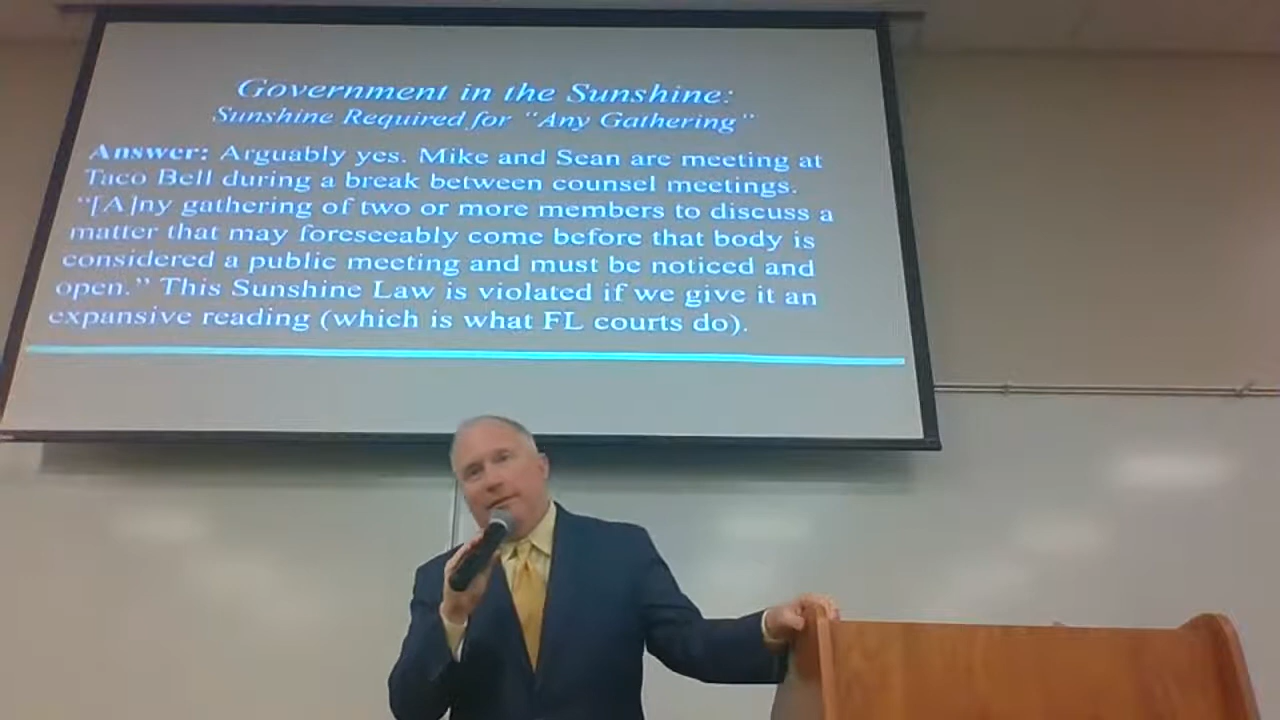 Government in the Sunshine:
Sunshine Required for "Any Gathering"
Answer: Arguably yes. Mike and Sean are meeting at
Taco Bell during a break between counsel meetings.
"[A]ny gathering of two or more members to discuss a
matter that may foreseeably come before that body is
considered a public meeting and must be noticed and
open." This Sunshine Law is violated if we give it an
expansive reading (which is what FL courts do).